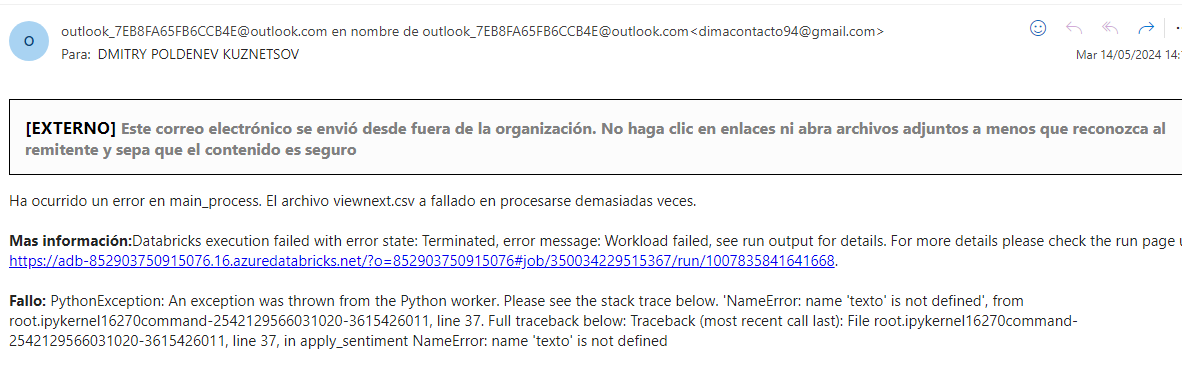 O
outlook_7EB8FA65FB6CCB4E@outlook.com en nombre de outlook_7EB8FA65FB6CCB4E@outlook.com<dimacontacto94@gmail.com>
Para: DMITRY POLDENEV KUZNETSOV
Mar 14/05/2024 14:
[EXTERNO] Este correo electrónico se envió desde fuera de la organización. No haga clic en enlaces ni abra archivos adjuntos a menos que reconozca al
remitente y sepa que el contenido es seguro
Ha ocurrido un error en main_process. El archivo viewnext.csv a fallado en procesarse demasiadas veces.
Mas información:Databricks execution failed with error state: Terminated, error message: Workload failed, see run output for details. For more details please check the run page u
https://adb-852903750915076.16.azuredatabricks.net/?o=852903750915076#job/350034229515367/run/1007835841641668.
Fallo: PythonException: An exception was thrown from the Python worker. Please see the stack trace below. 'NameError: name 'texto' is not defined', from
root.ipykernel16270command-2542129566031020-3615426011, line 37. Full traceback below: Traceback (most recent call last): File root.ipykernel16270command-
2542129566031020-3615426011, line 37, in apply_sentiment NameError: name 'texto' is not defined